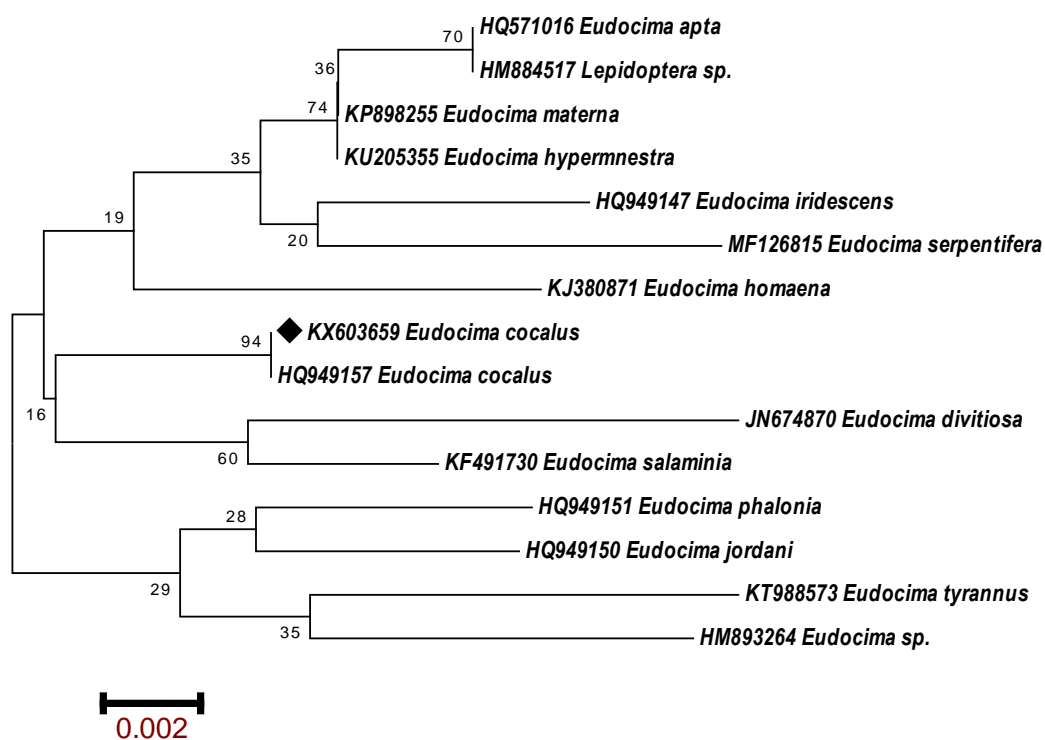 70
HQ571016 Eudocima apta
HM884517 Lepidoptera sp.
36
74
KP898255 Eudocima materna
KU205355 Eudocima hypermnestra
35
HQ949147 Eudocima iridescens
20
MF126815 Eudocima serpentifera
19
KJ380871 Eudocima homaena
94
KX603659 Eudocima cocalus
HQ949157 Eudocima cocalus
16
JN674870 Eudocima divitiosa
60
KF491730 Eudocima salaminia
28
HQ949151 Eudocima phalonia
HQ949150 Eudocima jordani
29
KT988573 Eudocima tyrannus
35
HM893264 Eudocima sp.
0.002